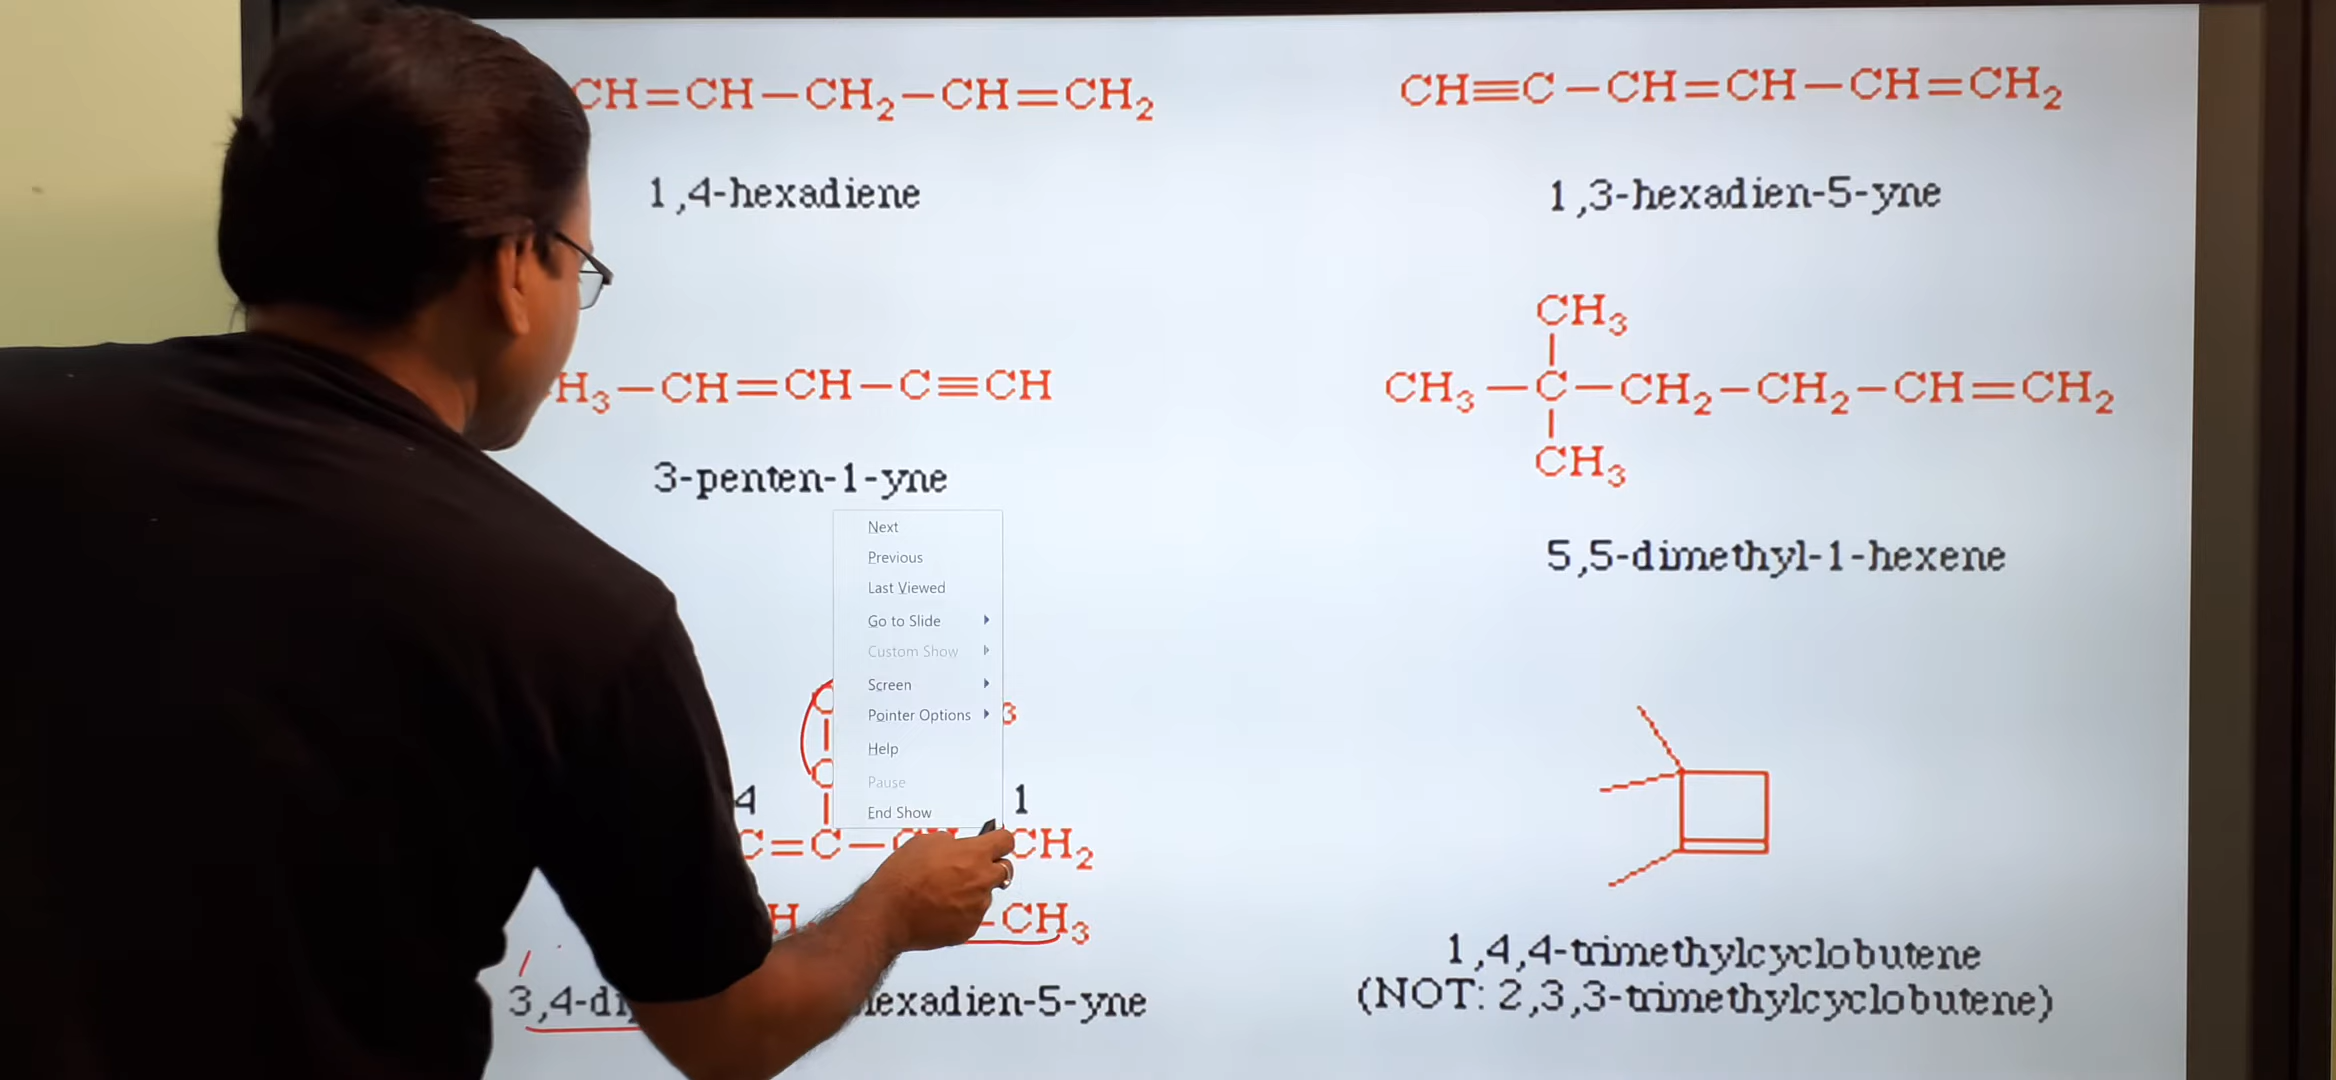 CH=CH–CH₂–CH=CH₂
CH≡C–CH=CH–CH=CH₂
1,4-hexadiene
1,3-hexadien-5-yne
CH₃
H₃–CH=CH–C≡CH
CH₃–C–CH₂–CH₂–CH=CH₂
CH₃
3-penten-1-yne
5,5-dimethyl-1-hexene
Next
Previous
Last Viewed
Go to Slide
Custom Show
Screen
Pointer Options
3
Help
Pause
End Show
4
1
C=C–
CH₂
H
-CH₃
1,4,4-trimethylcyclobutene
3,4-di
hexadien-5-yne
(NOT: 2,3,3-trimethylcyclobutene)